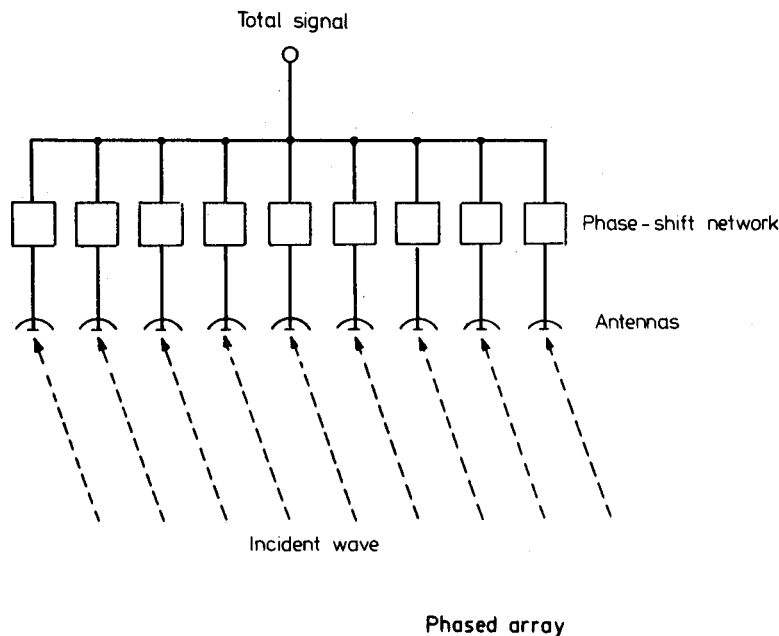 Total signal
Phase-shift network
Antennas
Incident wave
Phased array